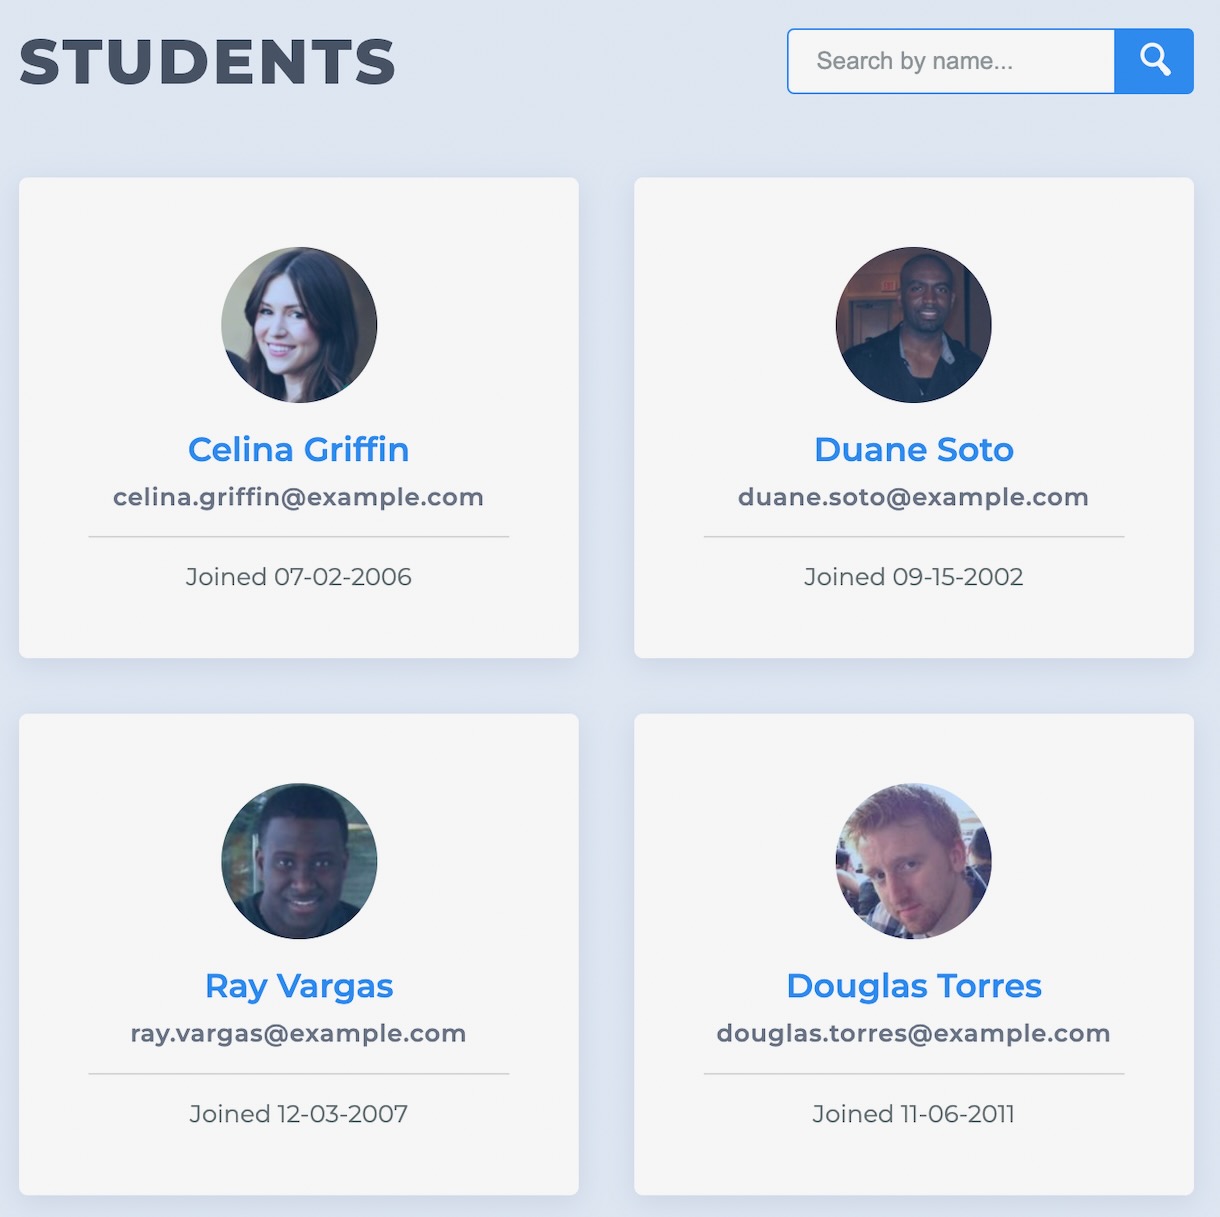 STUDENTS
Search by name...
Celina Griffin
celina.griffin@example.com
Joined 07-02-2006
Duane Soto
duane.soto@example.com
Joined 09-15-2002
Ray Vargas
ray.vargas@example.com
Joined 12-03-2007
Douglas Torres
douglas.torres@example.com
Joined 11-06-2011